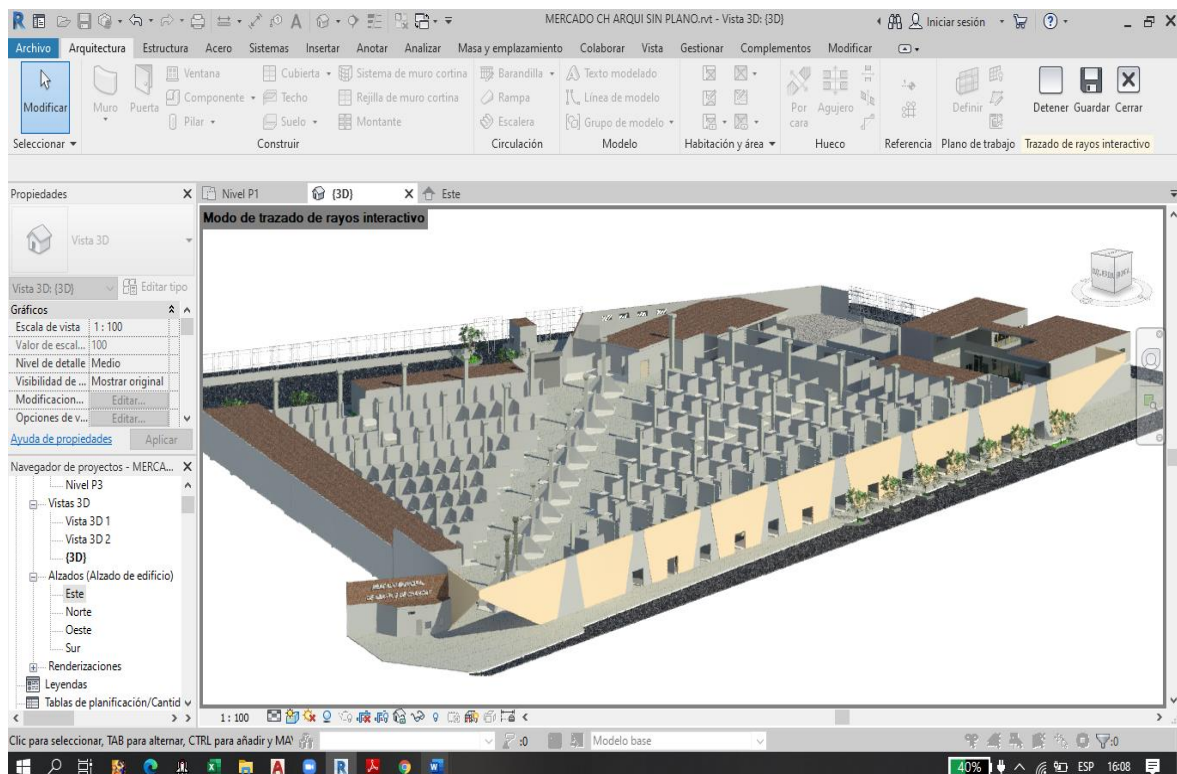 MERCADO CH ARQUI SIN PLANO.rvt - Vista 3D: {3D}
Iniciar sesión
Archivo Arquitectura Estructura Acero Sistemas Insertar Anotar Analizar Masa y emplazamiento Colaborar Vista Gestionar Complementos Modificar
Modificar
Muro
Puerta
Ventana
Componente
Pilar
Cubierta
Techo
Suelo
Sistema de muro cortina
Rejilla de muro cortina
Montante
Barandilla
Rampa
Escalera
Texto modelado
Línea de modelo
Grupo de modelo
Por cara
Agujero
Definir
Detener Guardar Cerrar
Seleccionar
Construir
Circulación
Modelo
Habitación y área
Hueco
Referencia
Plano de trabajo
Trazado de rayos interactivo
Propiedades
Nivel P1
{3D}
Este
Vista 3D
Vista 3D: {3D}
Editar tipo
Gráficos
Escala de vista 1 : 100
Valor de escal... 100
Nivel de detalle Medio
Visibilidad de ... Mostrar original
Modificacion... Editar...
Opciones de v... Editar...
Ayuda de propiedades
Aplicar
Modo de trazado de rayos interactivo
MERCADO MUNICIPAL
Navegador de proyectos - MERCA...
Nivel P3
Vistas 3D
Vista 3D 1
Vista 3D 2
{3D}
Alzados (Alzado de edificio)
Este
Norte
Oeste
Sur
Renderizaciones
Leyendas
Tablas de planificación/Cantid
1 : 100
Clic para seleccionar, TAB para alternar, CTRL para añadir y MA
:0
Modelo base
:0
40%
ESP
16:08